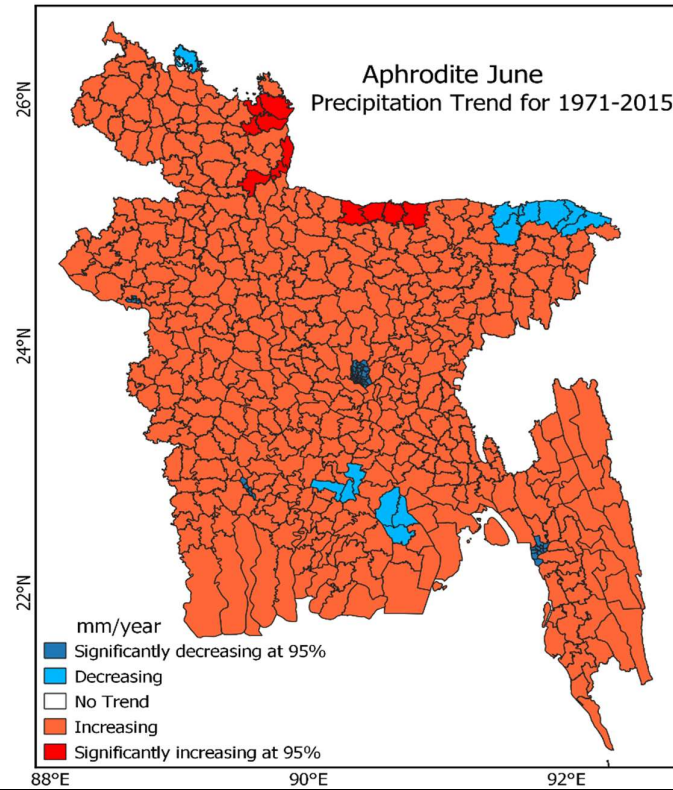 Aphrodite June
Precipitation Trend for 1971-2015
26°N
24°N
22°N
mm/year
Significantly decreasing at 95%
Decreasing
No Trend
Increasing
Significantly increasing at 95%
88°E
90°E
92°E